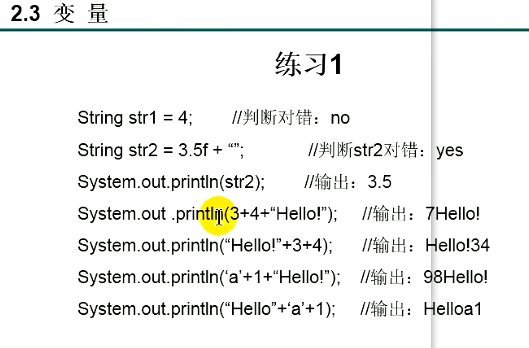 2.3 变 量
练习1
String str1 = 4; //判断对错：no
String str2 = 3.5f + “”; //判断str2对错：yes
System.out.println(str2); //输出：3.5
System.out .println(3+4+“Hello!”); //输出：7Hello!
System.out.println(“Hello!”+3+4); //输出：Hello!34
System.out.println(‘a’+1+“Hello!”); //输出：98Hello!
System.out.println(“Hello”+‘a’+1); //输出：Helloa1